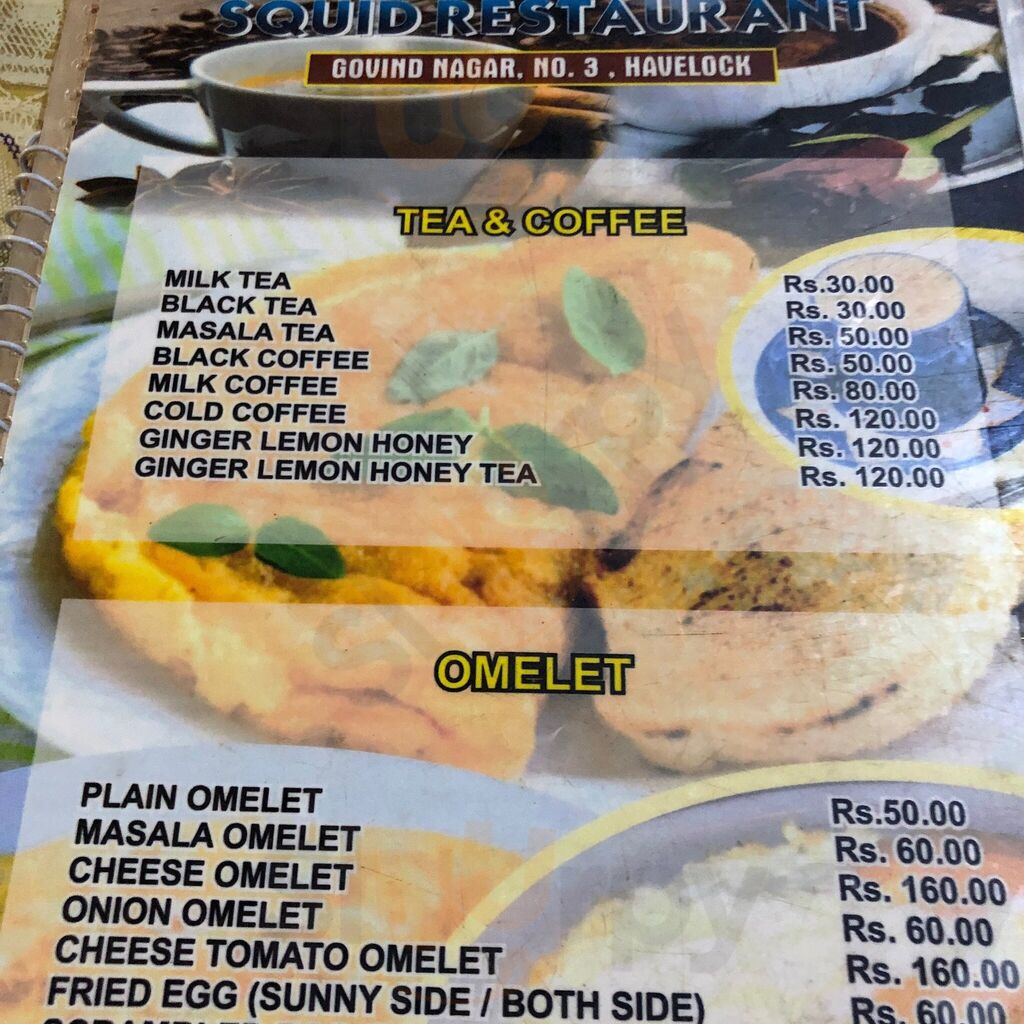 SQUID RESTAURANT
GOVIND NAGAR, NO. 3 , HAVELOCK
TEA & COFFEE
MILK TEA Rs.30.00
BLACK TEA Rs. 30.00
MASALA TEA Rs. 50.00
BLACK COFFEE Rs. 50.00
MILK COFFEE Rs. 80.00
COLD COFFEE Rs. 120.00
GINGER LEMON HONEY Rs. 120.00
GINGER LEMON HONEY TEA Rs. 120.00
OMELET
PLAIN OMELET Rs.50.00
MASALA OMELET Rs. 60.00
CHEESE OMELET Rs. 160.00
ONION OMELET Rs. 60.00
CHEESE TOMATO OMELET Rs. 160.00
FRIED EGG (SUNNY SIDE / BOTH SIDE) Rs. 60.00